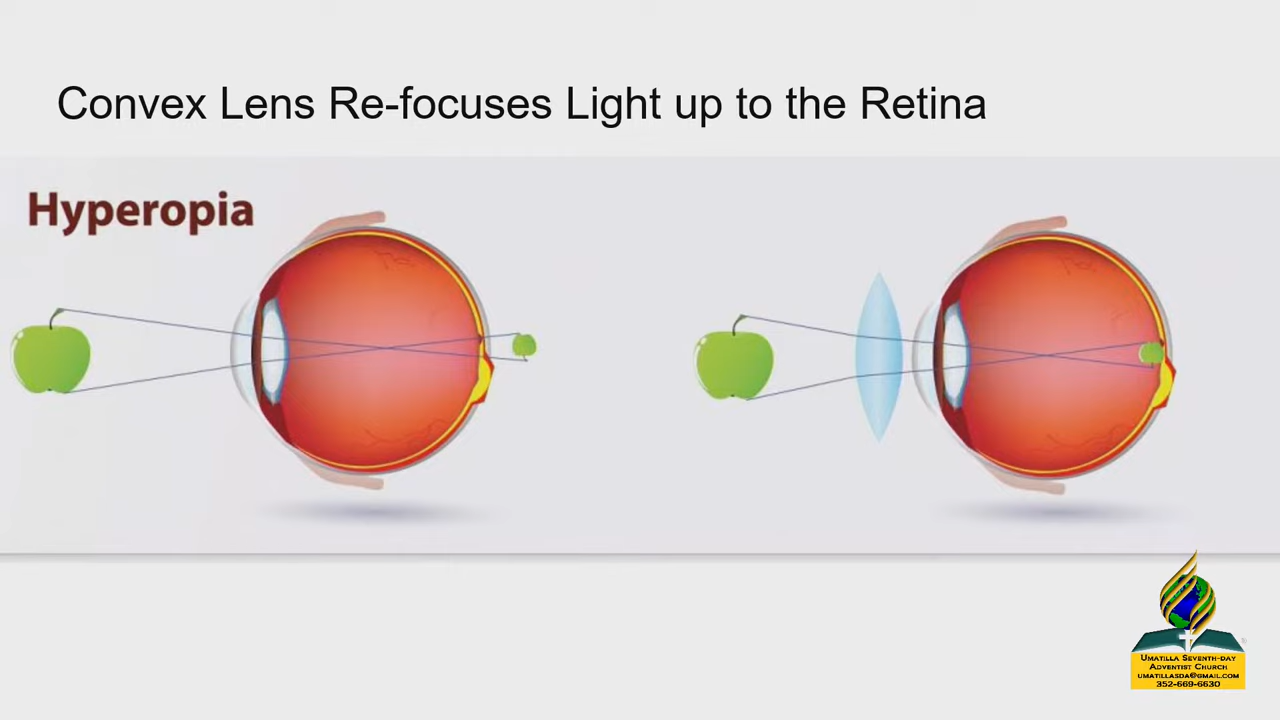 Convex Lens Re-focuses Light up to the Retina
Hyperopia
Umatilla Seventh-day
Adventist Church
umatillasda@gmail.com
352-669-6630